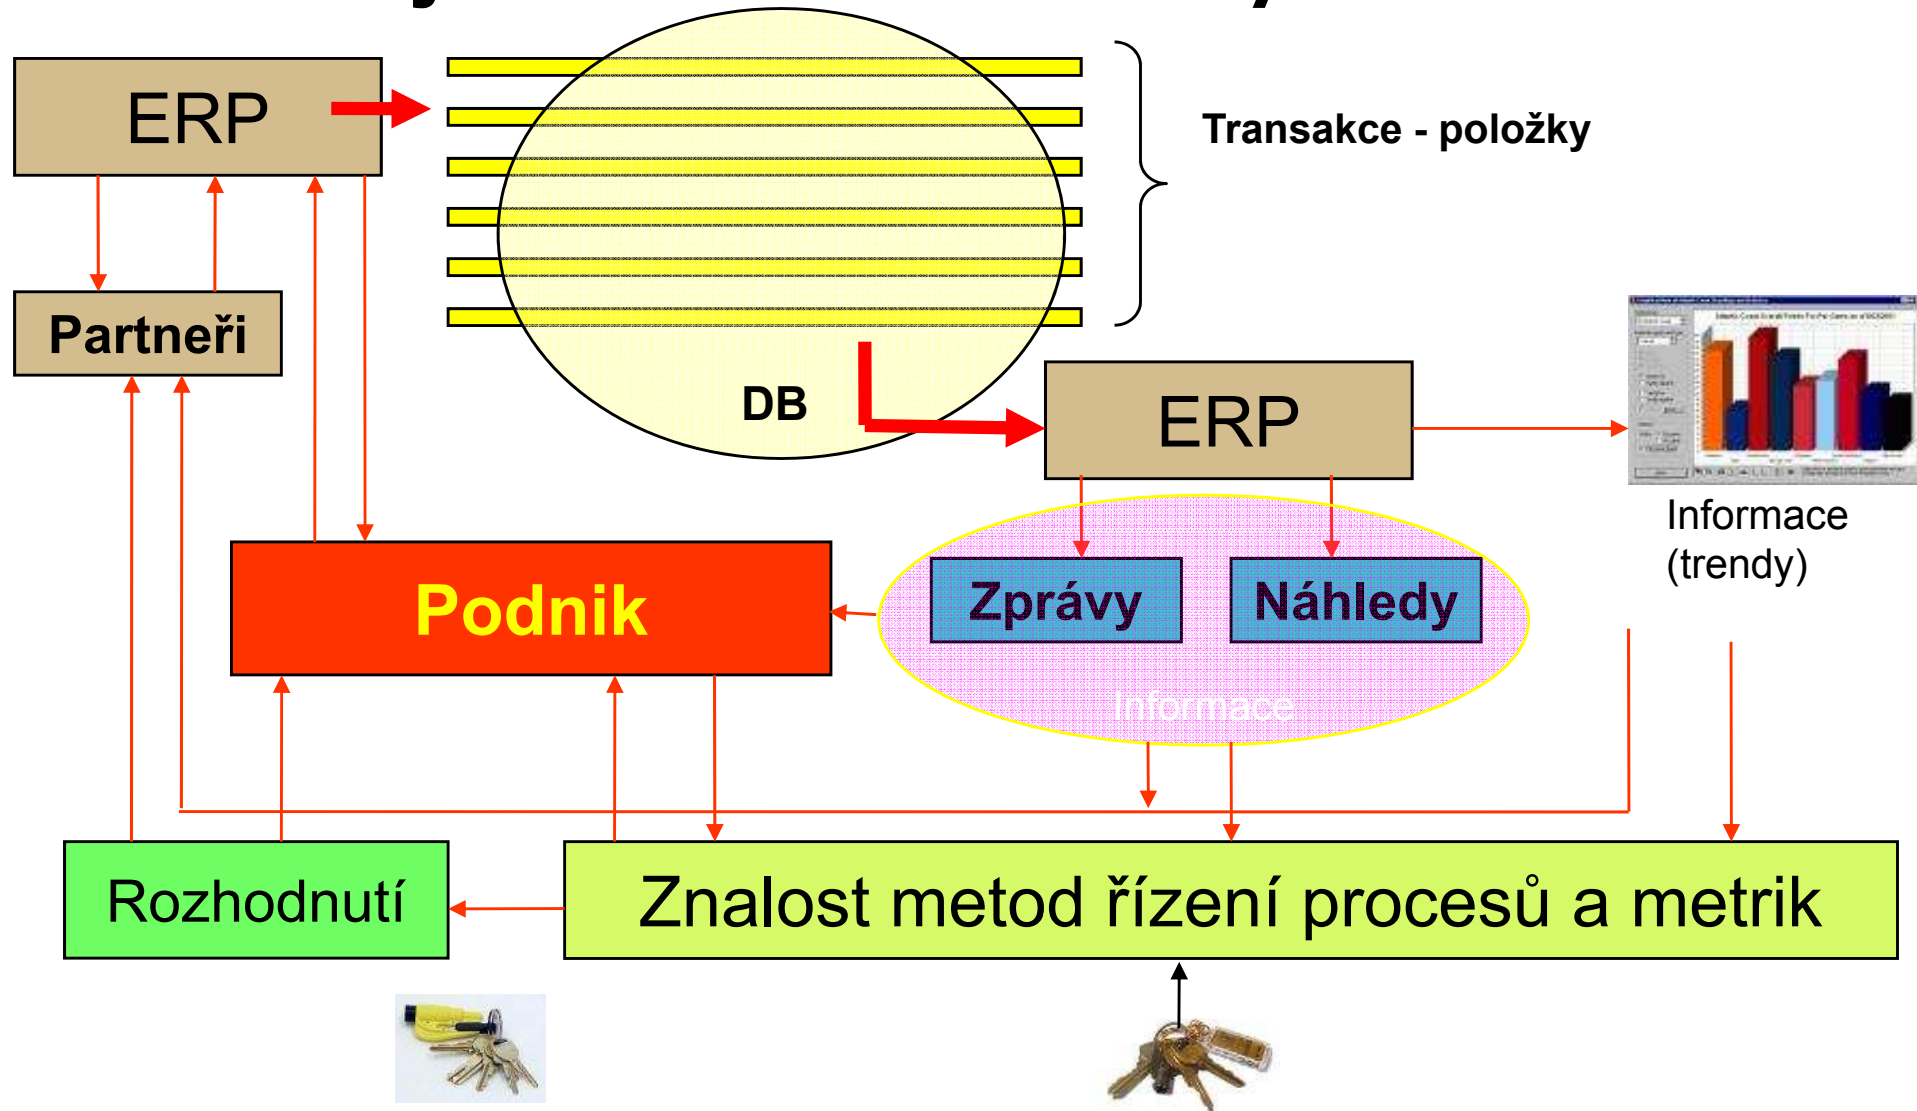 ERP
Transakce - položky
Partneři
DB
ERP
Informace
(trendy)
Podnik
Zprávy
Náhledy
Informace
Rozhodnutí
Znalost metod řízení procesů a metrik